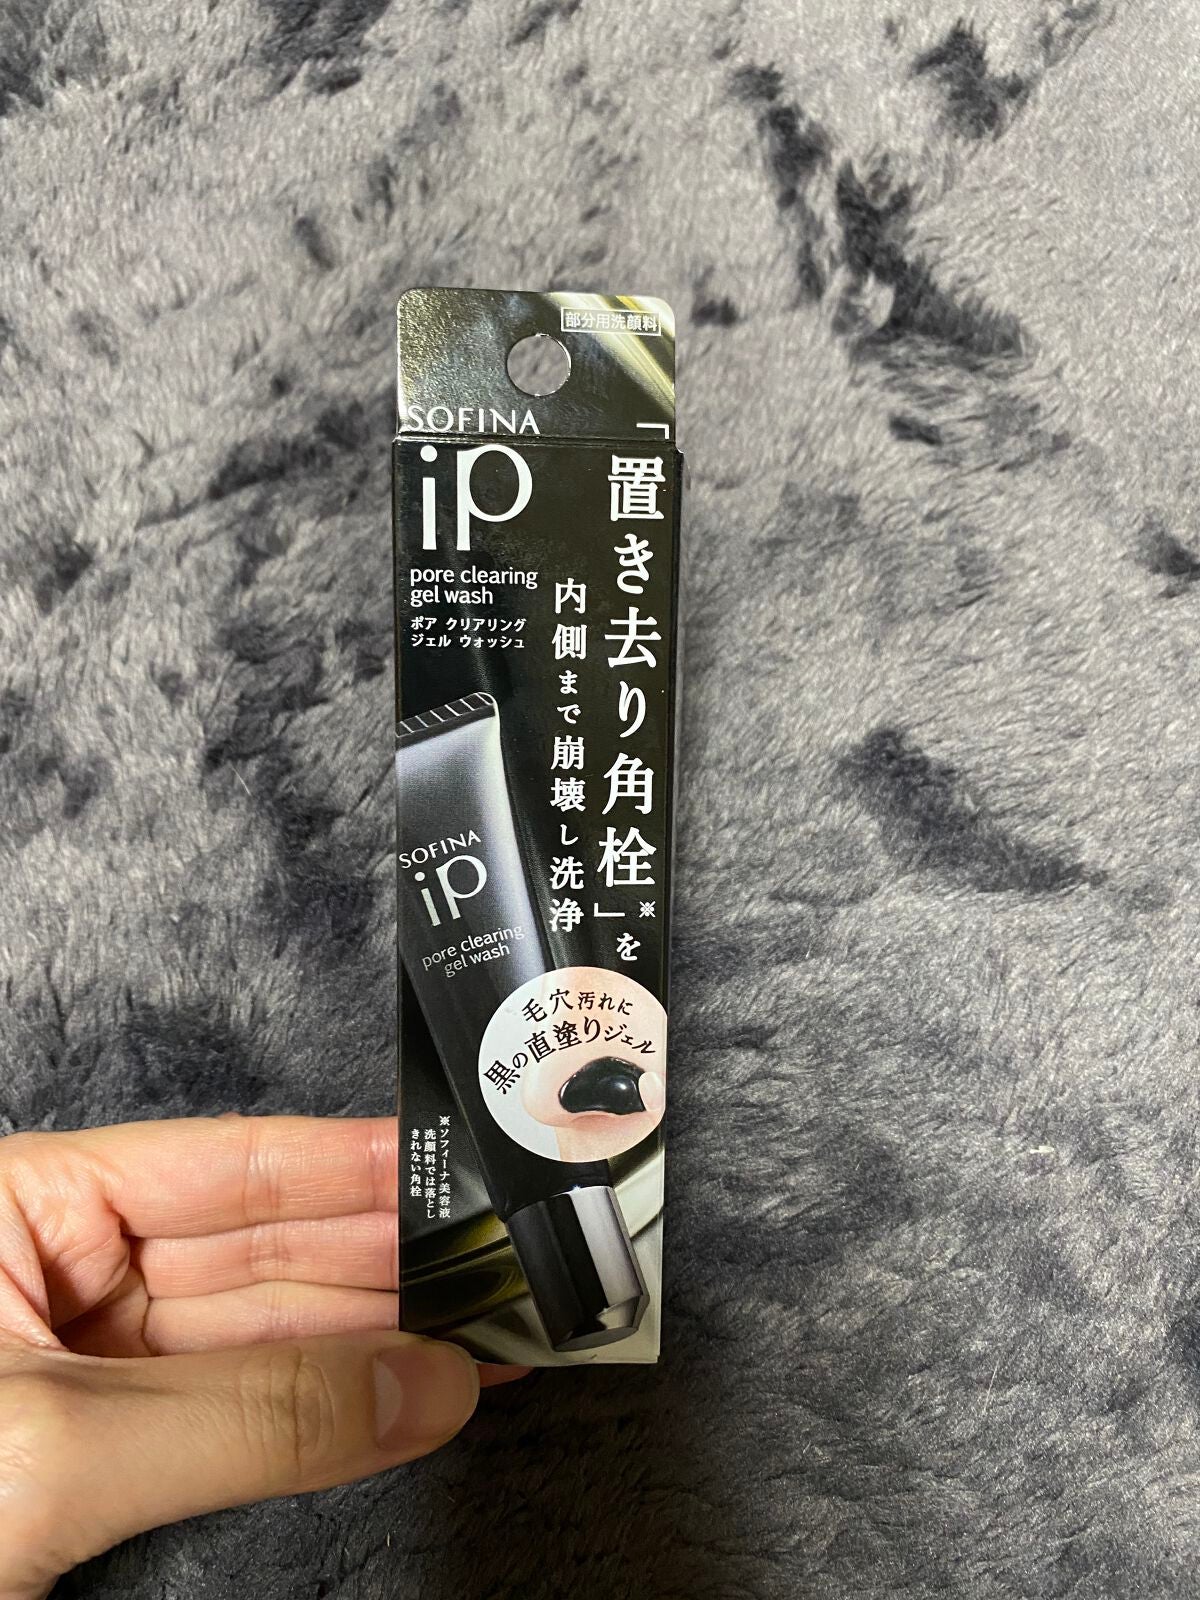 部分用洗顔料
SOFINA
ip
pore clearing
gel wash
ポア クリアリング
ジェル ウォッシュ
「置き去り角栓※」を
内側まで崩壊し洗浄
SOFINA
ip
pore clearing
gel wash
毛穴汚れに
黒の直塗りジェル
※ソフィーナ美容液
洗顔料では落とし
きれない角栓